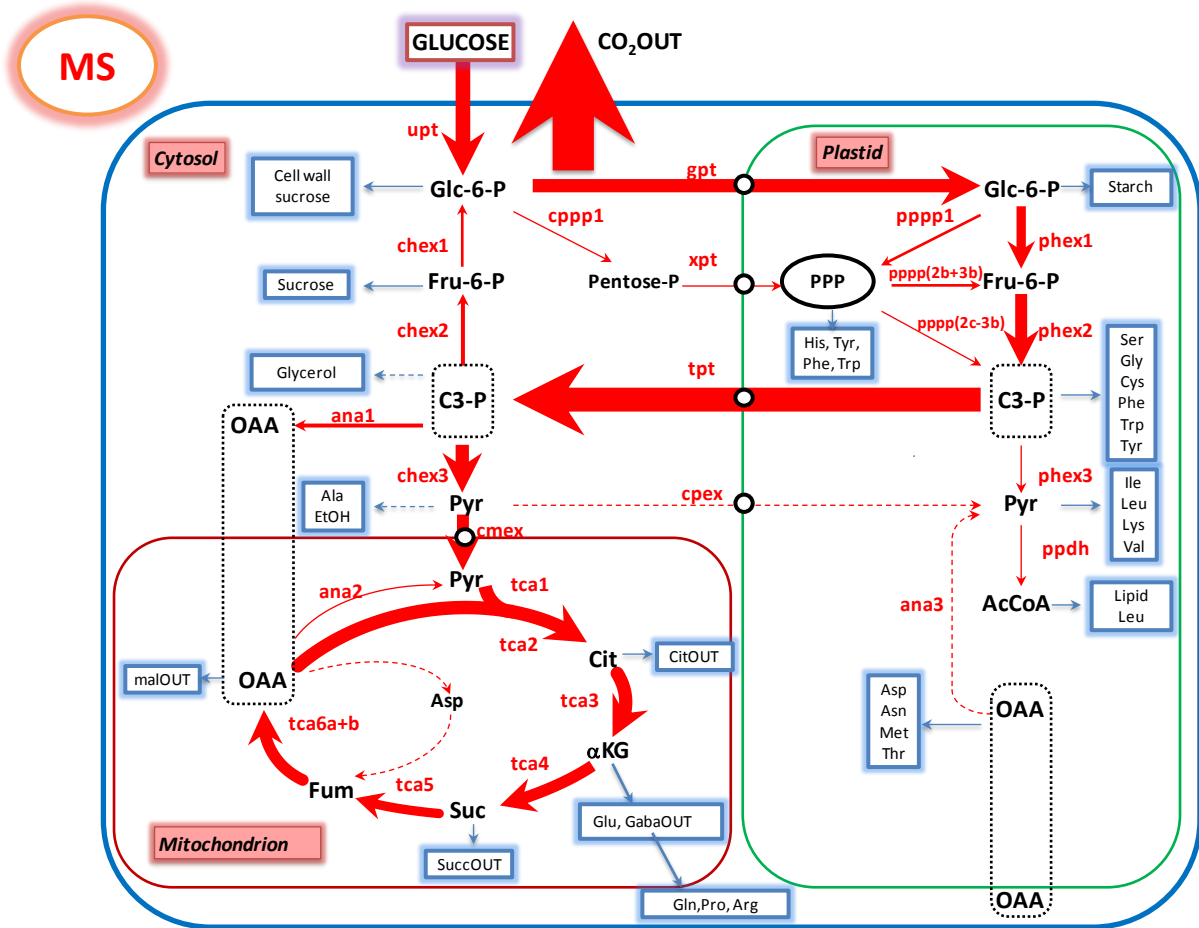 MS
GLUCOSE
CO₂OUT
upt
Cytosol
Plastid
Cell wall
sucrose
Glc-6-P
gpt
Glc-6-P
Starch
cppp1
pppp1
chex1
phex1
Sucrose
Fru-6-P
Pentose-P
xpt
PPP
pppp(2b+3b)
Fru-6-P
chex2
pppp(2c-3b)
phex2
His, Tyr,
Phe, Trp
Ser
Gly
Cys
Phe
Trp
Tyr
Glycerol
tpt
C3-P
C3-P
OAA
ana1
chex3
phex3
Ala
EtOH
Pyr
cpex
Pyr
Ile
Leu
Lys
Val
cmex
ppdh
Pyr
tca1
ana2
ana3
AcCoA
Lipid
Leu
tca2
Cit
CitOUT
malOUT
OAA
Asp
tca3
Asp
Asn
Met
Thr
OAA
tca6a+b
αKG
tca4
Fum
tca5
Suc
Glu, GabaOUT
Mitochondrion
SuccOUT
Gln,Pro, Arg
OAA